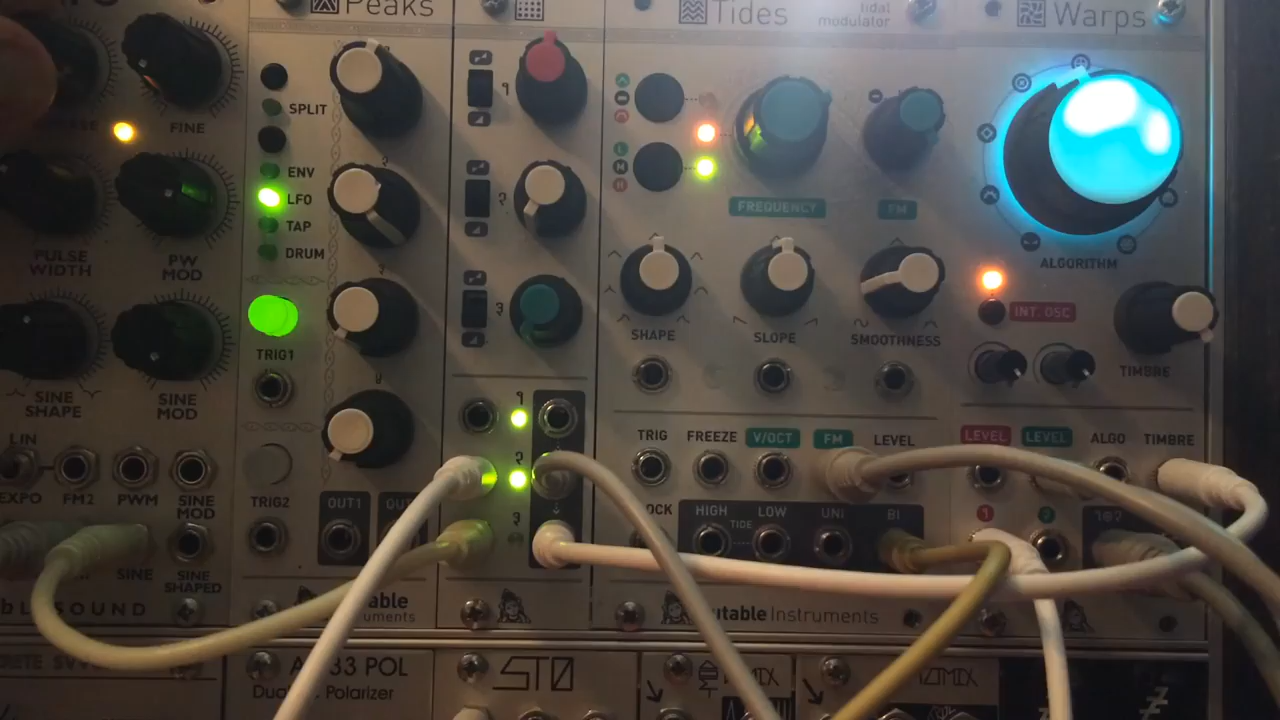 Peaks
Tides
tidal
modulator
Warps
FINE
SPLIT
ENV
LFO
TAP
DRUM
FREQUENCY
FM
ALGORITHM
PULSE
WIDTH
PW
MOD
TRIG1
SHAPE
SLOPE
SMOOTHNESS
INT. OSC
TIMBRE
SINE
SHAPE
SINE
MOD
LIN
EXPO
FM2
PWM
SINE
MOD
TRIG2
OUT1
TRIG
FREEZE
V/OCT
FM
LEVEL
LEVEL
LEVEL
ALGO
TIMBRE
HIGH
TIDE
LOW
UNI
BI
1
2
SINE
SINE
SHAPED
SOUND
Instruments
POL
Polarizer